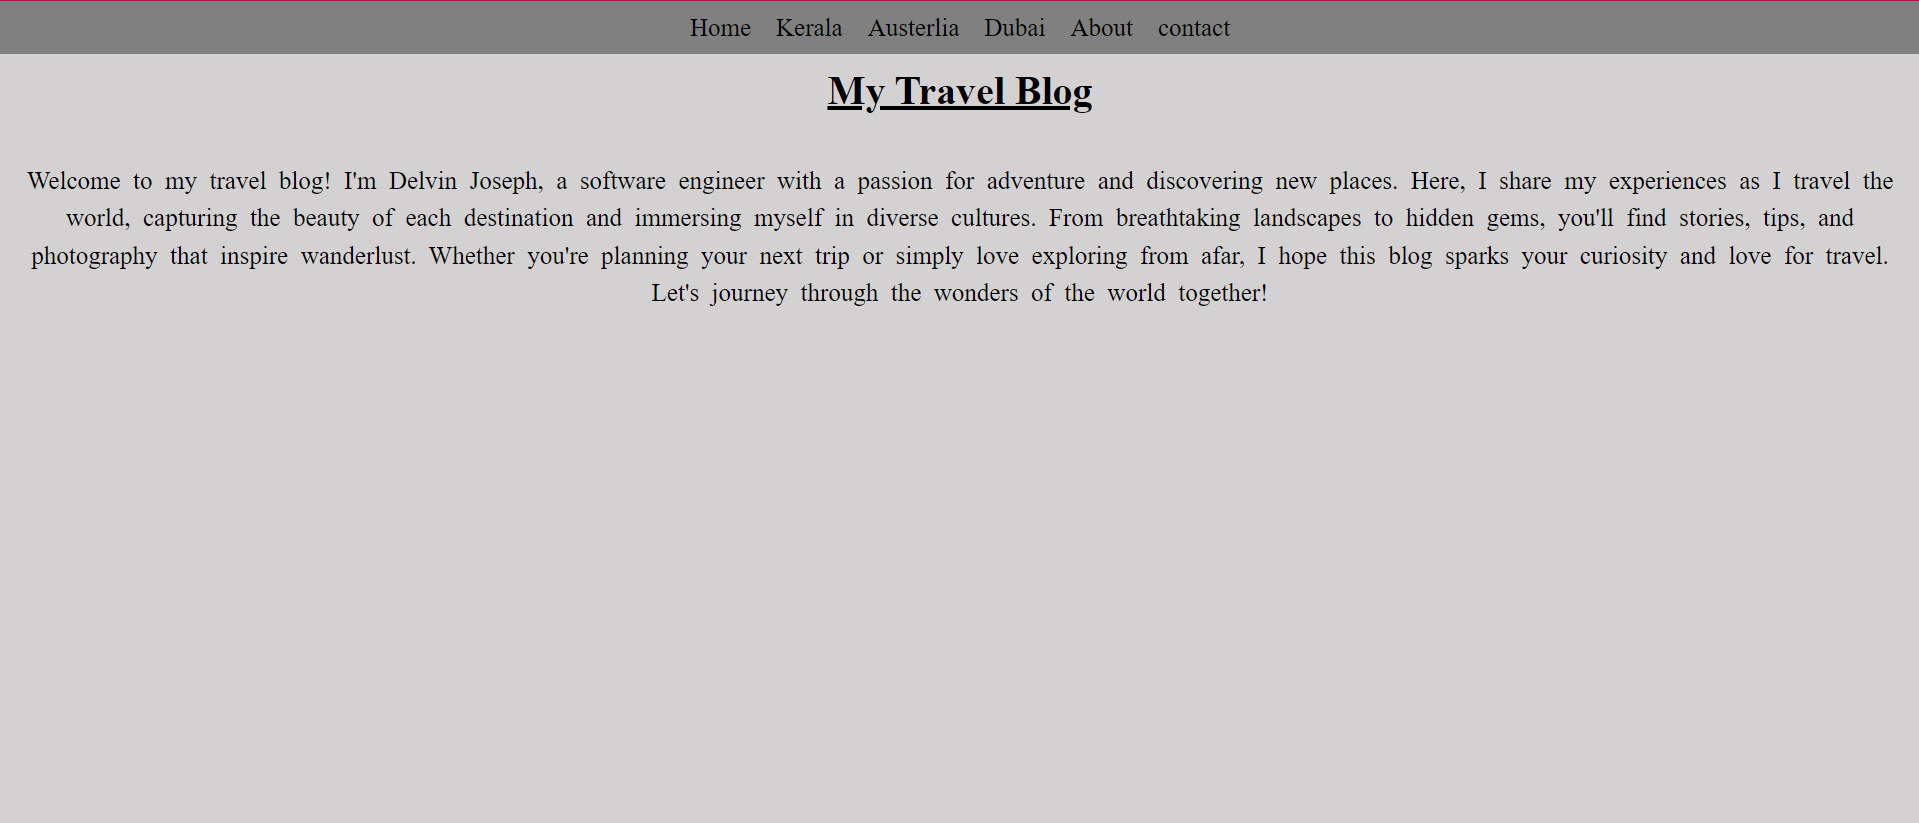 Home Kerala Austerlia Dubai About contact
My Travel Blog
Welcome to my travel blog! I'm Delvin Joseph, a software engineer with a passion for adventure and discovering new places. Here, I share my experiences as I travel the
world, capturing the beauty of each destination and immersing myself in diverse cultures. From breathtaking landscapes to hidden gems, you'll find stories, tips, and
photography that inspire wanderlust. Whether you're planning your next trip or simply love exploring from afar, I hope this blog sparks your curiosity and love for travel.
Let's journey through the wonders of the world together!